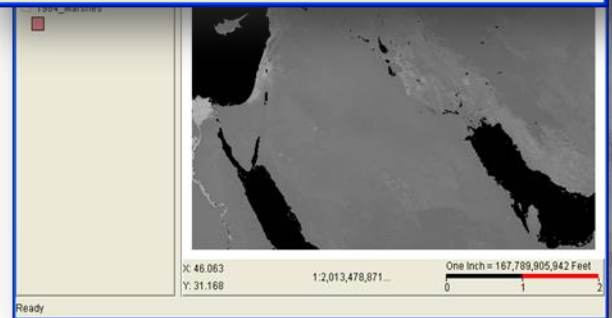 1984_Marshes
X: 46.063
Y: 31.168
1:2,013,478,871...
One Inch = 167,789,905,942 Feet
0 1 2
Ready